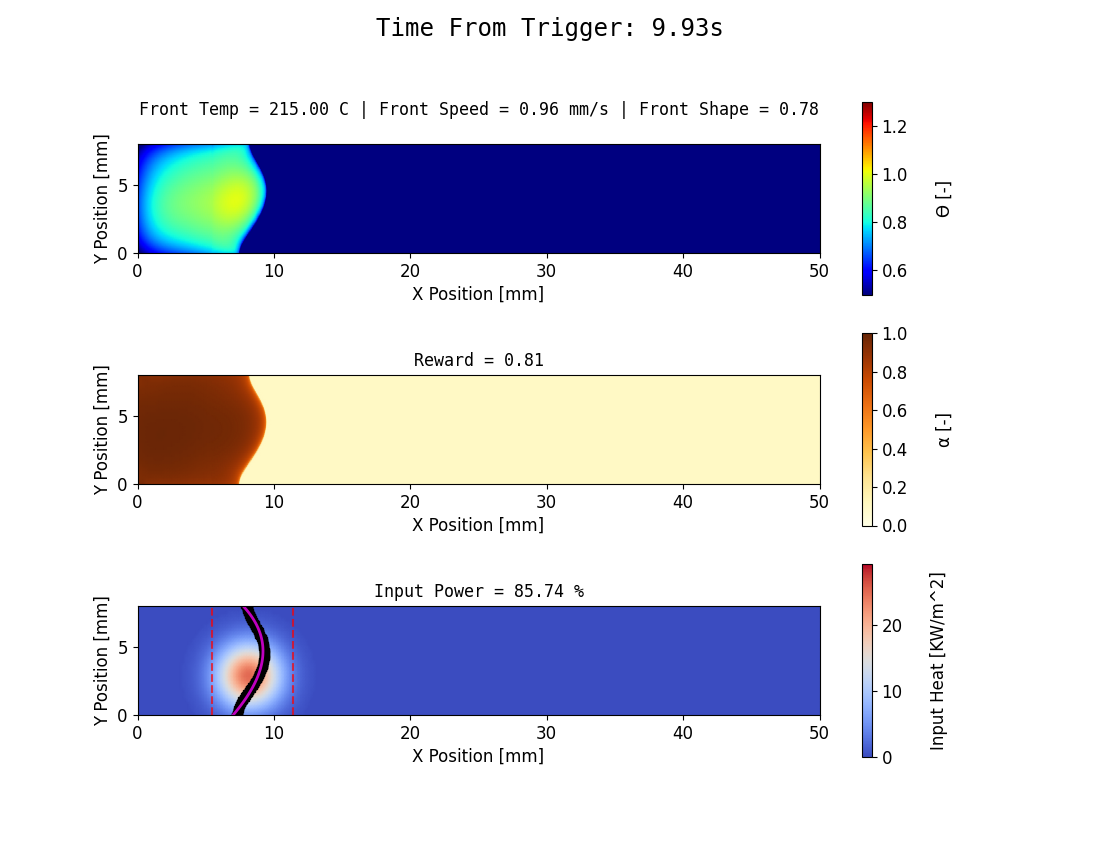 Time From Trigger: 9.93s
Front Temp = 215.00 C | Front Speed = 0.96 mm/s | Front Shape = 0.78
Y Position [mm]
5
0
0 10 20 30 40 50
X Position [mm]
1.2
1.0
0.8
0.6
Θ [-]
Reward = 0.81
Y Position [mm]
5
0
0 10 20 30 40 50
X Position [mm]
1.0
0.8
0.6
0.4
0.2
0.0
α [-]
Input Power = 85.74 %
Y Position [mm]
5
0
0 10 20 30 40 50
X Position [mm]
20
10
0
Input Heat [KW/m^2]